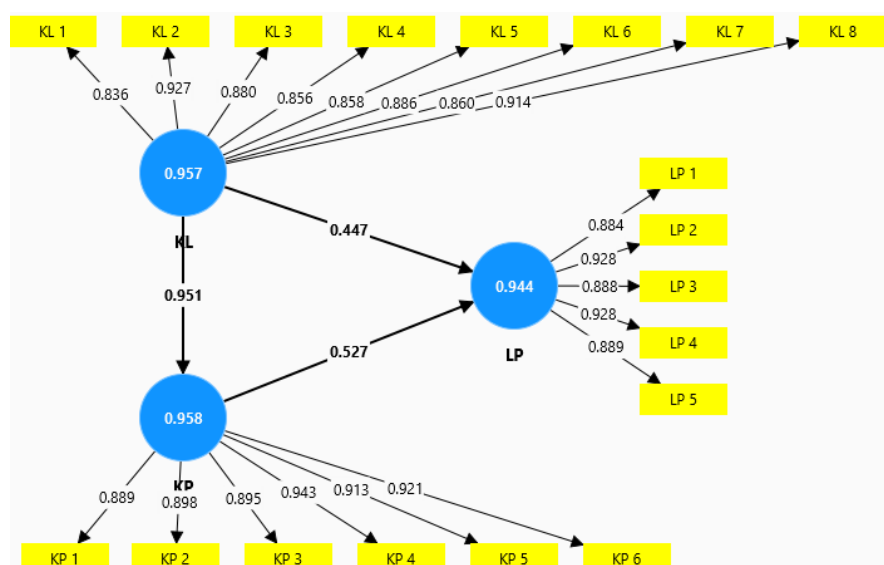 KL 1 KL 2 KL 3 KL 4 KL 5 KL 6 KL 7 KL 8
0.836 0.927 0.880 0.856 0.858 0.886 0.860 0.914
0.957
KL
LP 1
0.884
LP 2
0.447
0.928
0.944
0.888
LP 3
0.951
0.928
LP 4
0.527
LP
0.889
LP 5
0.958
KP
0.889 0.898 0.895 0.943 0.913 0.921
KP 1 KP 2 KP 3 KP 4 KP 5 KP 6